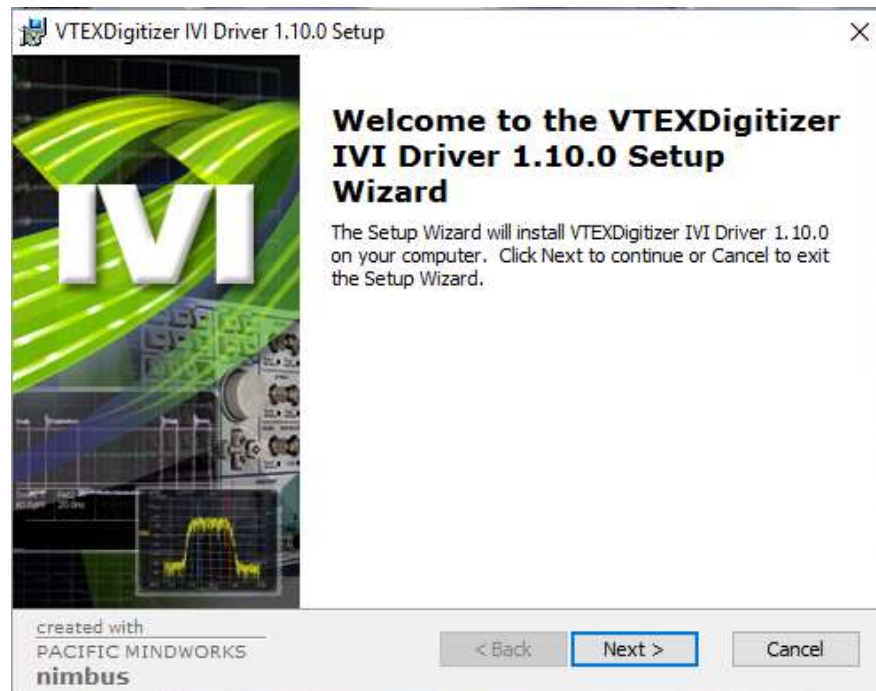 VTEXDigitizer IVI Driver 1.10.0 Setup
IVI
Welcome to the VTEXDigitizer
IVI Driver 1.10.0 Setup
Wizard
The Setup Wizard will install VTEXDigitizer IVI Driver 1.10.0
on your computer. Click Next to continue or Cancel to exit
the Setup Wizard.
created with
PACIFIC MINDWORKS
nimbus
< Back
Next >
Cancel